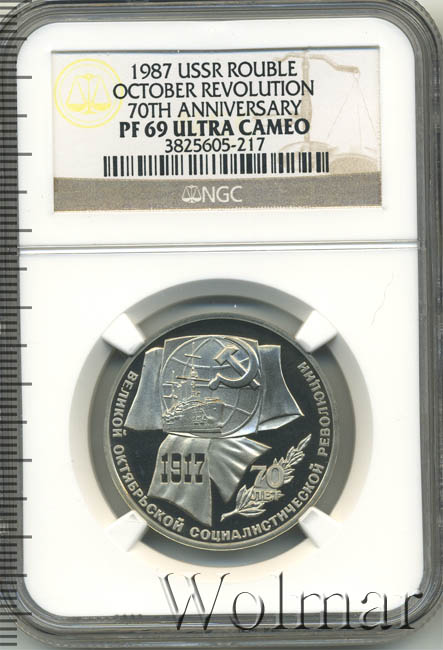 1987 USSR ROUBLE
OCTOBER REVOLUTION
70TH ANNIVERSARY
PF 69 ULTRA CAMEO
3825605-217
NGC
1917
70
ЛЕТ
ВЕЛИКОЙ ОКТЯБРЬСКОЙ СОЦИАЛИСТИЧЕСКОЙ РЕВОЛЮЦИИ
Wolmar